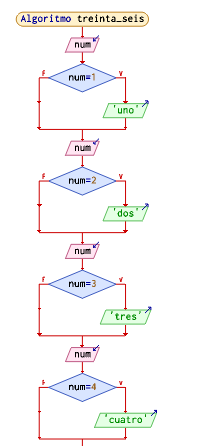 Algoritmo treinta_seis
num
F num=1 V
'uno'
num
F num=2 V
'dos'
num
F num=3 V
'tres'
num
F num=4 V
'cuatro'